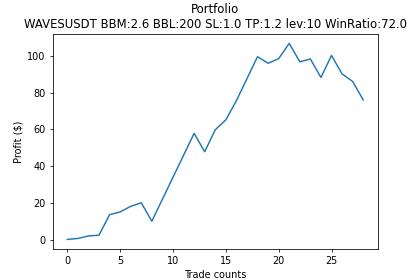 Portfolio
WAVESUSDT BBM:2.6 BBL:200 SL:1.0 TP:1.2 lev:10 WinRatio:72.0
100
80
60
40
20
0
Profit ($)
0 5 10 15 20 25
Trade counts